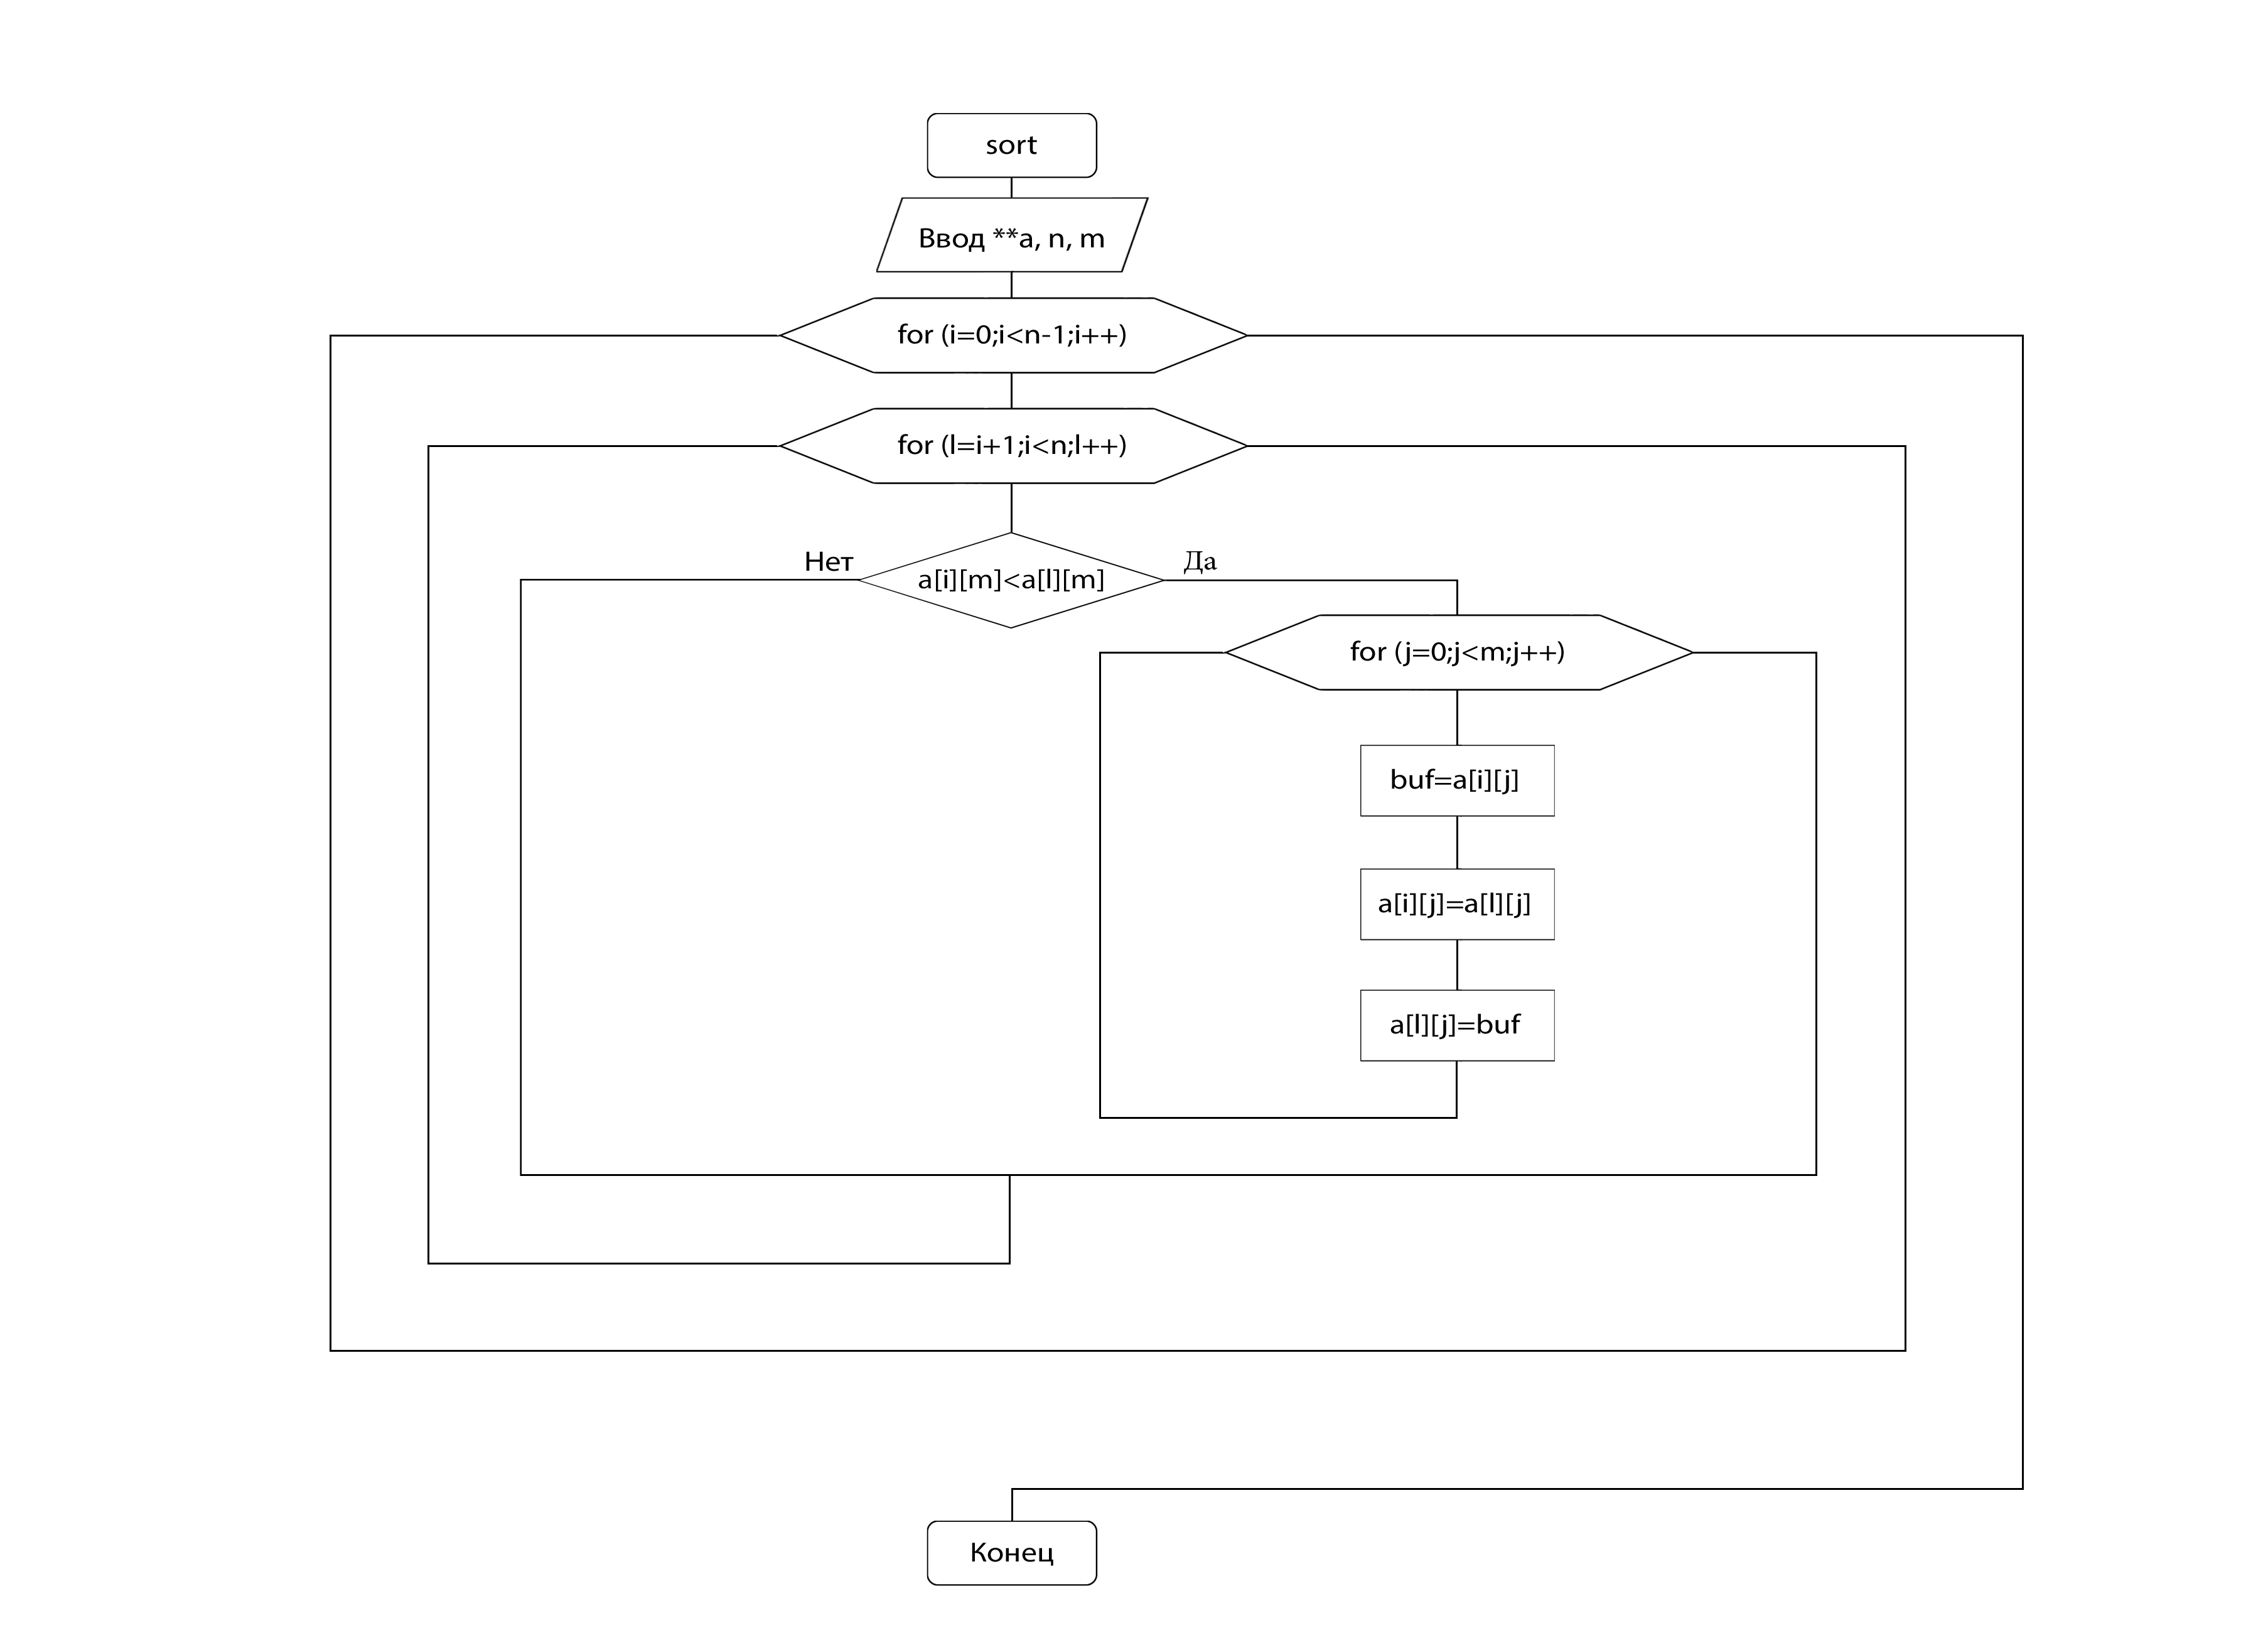 sort
Ввод **a, n, m
for (i=0;i<n-1;i++)
for (l=i+1;i<n;l++)
Нет
Да
a[i][m]<a[l][m]
for (j=0;j<m;j++)
buf=a[i][j]
a[i][j]=a[l][j]
a[l][j]=buf
Конец